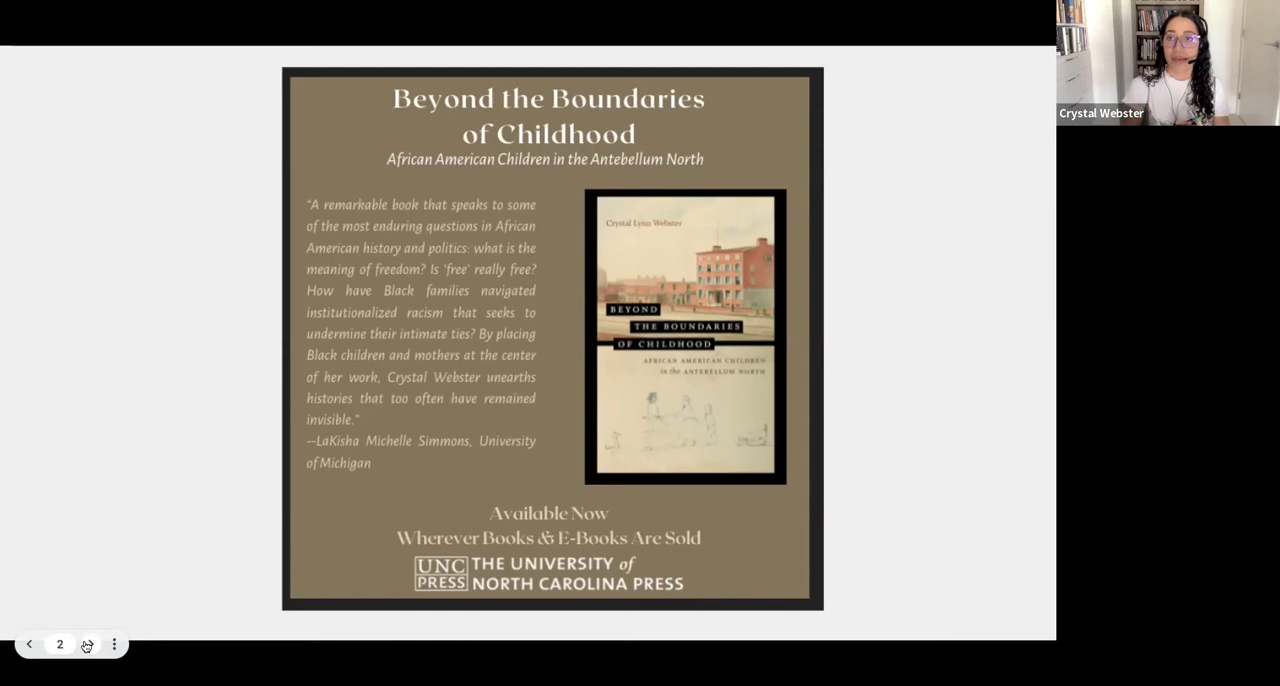 Beyond the Boundaries
of Childhood
African American Children in the Antebellum North
"A remarkable book that speaks to some
of the most enduring questions in African
American history and politics: what is the
meaning of freedom? Is 'free' really free?
How have Black families navigated
institutionalized racism that seeks to
undermine their intimate ties? By placing
Black children and mothers at the center
of her work, Crystal Webster unearths
histories that too often have remained
invisible."
--LaKisha Michelle Simmons, University
of Michigan
Crystal Lynn Webster
BEYOND
THE BOUNDARIES
OF CHILDHOOD
AFRICAN AMERICAN CHILDREN
in the ANTEBELLUM NORTH
Available Now
Wherever Books & E-Books Are Sold
UNC
PRESS
THE UNIVERSITY of
NORTH CAROLINA PRESS
Crystal Webster
2